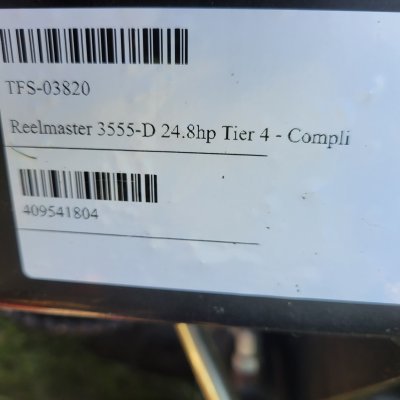 TFS-03820
Reelmaster 3555-D 24.8hp Tier 4 - Compli
409541804